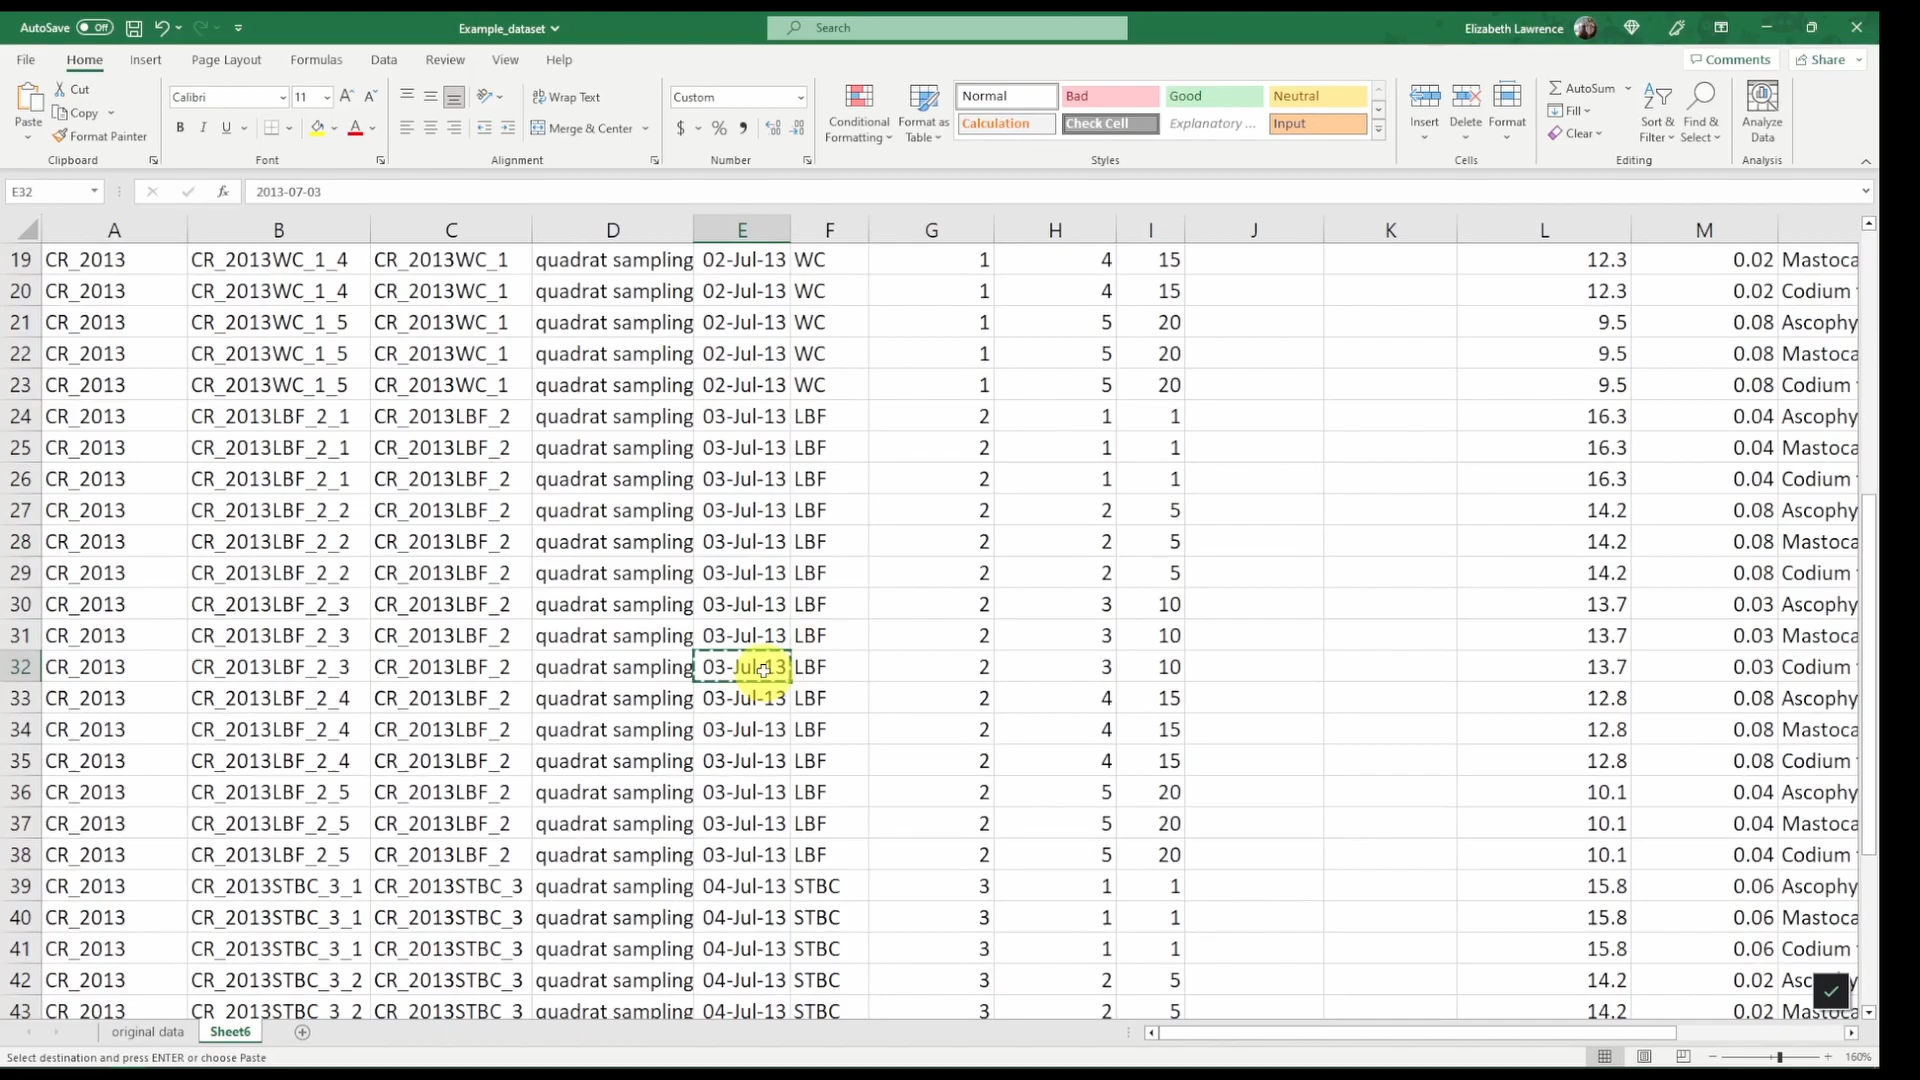 AutoSave Off Example_dataset Search Elizabeth Lawrence
File Home Insert Page Layout Formulas Data Review View Help Comments Share
Paste Cut Copy Format Painter Clipboard
Calibri 11 B I U A Font
Wrap Text Merge & Center Alignment
Custom $ % Number
Conditional Formatting Format as Table
Normal Bad Good Neutral
Calculation Check Cell Explanatory ... Input
Styles
Insert Delete Format Cells
AutoSum Fill Clear Sort & Filter Find & Select Editing
Analyze Data Analysis
E32 fx 2013-07-03
A B C D E F G H I J K L M
19 CR_2013 CR_2013WC_1_4 CR_2013WC_1 quadrat sampling 02-Jul-13 WC 1 4 15 12.3 0.02 Mastoca
20 CR_2013 CR_2013WC_1_4 CR_2013WC_1 quadrat sampling 02-Jul-13 WC 1 4 15 12.3 0.02 Codium
21 CR_2013 CR_2013WC_1_5 CR_2013WC_1 quadrat sampling 02-Jul-13 WC 1 5 20 9.5 0.08 Ascophy
22 CR_2013 CR_2013WC_1_5 CR_2013WC_1 quadrat sampling 02-Jul-13 WC 1 5 20 9.5 0.08 Mastoca
23 CR_2013 CR_2013WC_1_5 CR_2013WC_1 quadrat sampling 02-Jul-13 WC 1 5 20 9.5 0.08 Codium
24 CR_2013 CR_2013LBF_2_1 CR_2013LBF_2 quadrat sampling 03-Jul-13 LBF 2 1 1 16.3 0.04 Ascophy
25 CR_2013 CR_2013LBF_2_1 CR_2013LBF_2 quadrat sampling 03-Jul-13 LBF 2 1 1 16.3 0.04 Mastoca
26 CR_2013 CR_2013LBF_2_1 CR_2013LBF_2 quadrat sampling 03-Jul-13 LBF 2 1 1 16.3 0.04 Codium
27 CR_2013 CR_2013LBF_2_2 CR_2013LBF_2 quadrat sampling 03-Jul-13 LBF 2 2 5 14.2 0.08 Ascophy
28 CR_2013 CR_2013LBF_2_2 CR_2013LBF_2 quadrat sampling 03-Jul-13 LBF 2 2 5 14.2 0.08 Mastoca
29 CR_2013 CR_2013LBF_2_2 CR_2013LBF_2 quadrat sampling 03-Jul-13 LBF 2 2 5 14.2 0.08 Codium
30 CR_2013 CR_2013LBF_2_3 CR_2013LBF_2 quadrat sampling 03-Jul-13 LBF 2 3 10 13.7 0.03 Ascophy
31 CR_2013 CR_2013LBF_2_3 CR_2013LBF_2 quadrat sampling 03-Jul-13 LBF 2 3 10 13.7 0.03 Mastoca
32 CR_2013 CR_2013LBF_2_3 CR_2013LBF_2 quadrat sampling 03-Jul-13 LBF 2 3 10 13.7 0.03 Codium
33 CR_2013 CR_2013LBF_2_4 CR_2013LBF_2 quadrat sampling 03-Jul-13 LBF 2 4 15 12.8 0.08 Ascophy
34 CR_2013 CR_2013LBF_2_4 CR_2013LBF_2 quadrat sampling 03-Jul-13 LBF 2 4 15 12.8 0.08 Mastoca
35 CR_2013 CR_2013LBF_2_4 CR_2013LBF_2 quadrat sampling 03-Jul-13 LBF 2 4 15 12.8 0.08 Codium
36 CR_2013 CR_2013LBF_2_5 CR_2013LBF_2 quadrat sampling 03-Jul-13 LBF 2 5 20 10.1 0.04 Ascophy
37 CR_2013 CR_2013LBF_2_5 CR_2013LBF_2 quadrat sampling 03-Jul-13 LBF 2 5 20 10.1 0.04 Mastoca
38 CR_2013 CR_2013LBF_2_5 CR_2013LBF_2 quadrat sampling 03-Jul-13 LBF 2 5 20 10.1 0.04 Codium
39 CR_2013 CR_2013STBC_3_1 CR_2013STBC_3 quadrat sampling 04-Jul-13 STBC 3 1 1 15.8 0.06 Ascophy
40 CR_2013 CR_2013STBC_3_1 CR_2013STBC_3 quadrat sampling 04-Jul-13 STBC 3 1 1 15.8 0.06 Mastoca
41 CR_2013 CR_2013STBC_3_1 CR_2013STBC_3 quadrat sampling 04-Jul-13 STBC 3 1 1 15.8 0.06 Codium
42 CR_2013 CR_2013STBC_3_2 CR_2013STBC_3 quadrat sampling 04-Jul-13 STBC 3 2 5 14.2 0.02
43 CR_2013 CR_2013STBC_3_2 CR_2013STBC_3 quadrat sampling 04-Jul-13 STBC 3 2 5 14.2 0.02
original data Sheet6
Select destination and press ENTER or choose Paste 160%